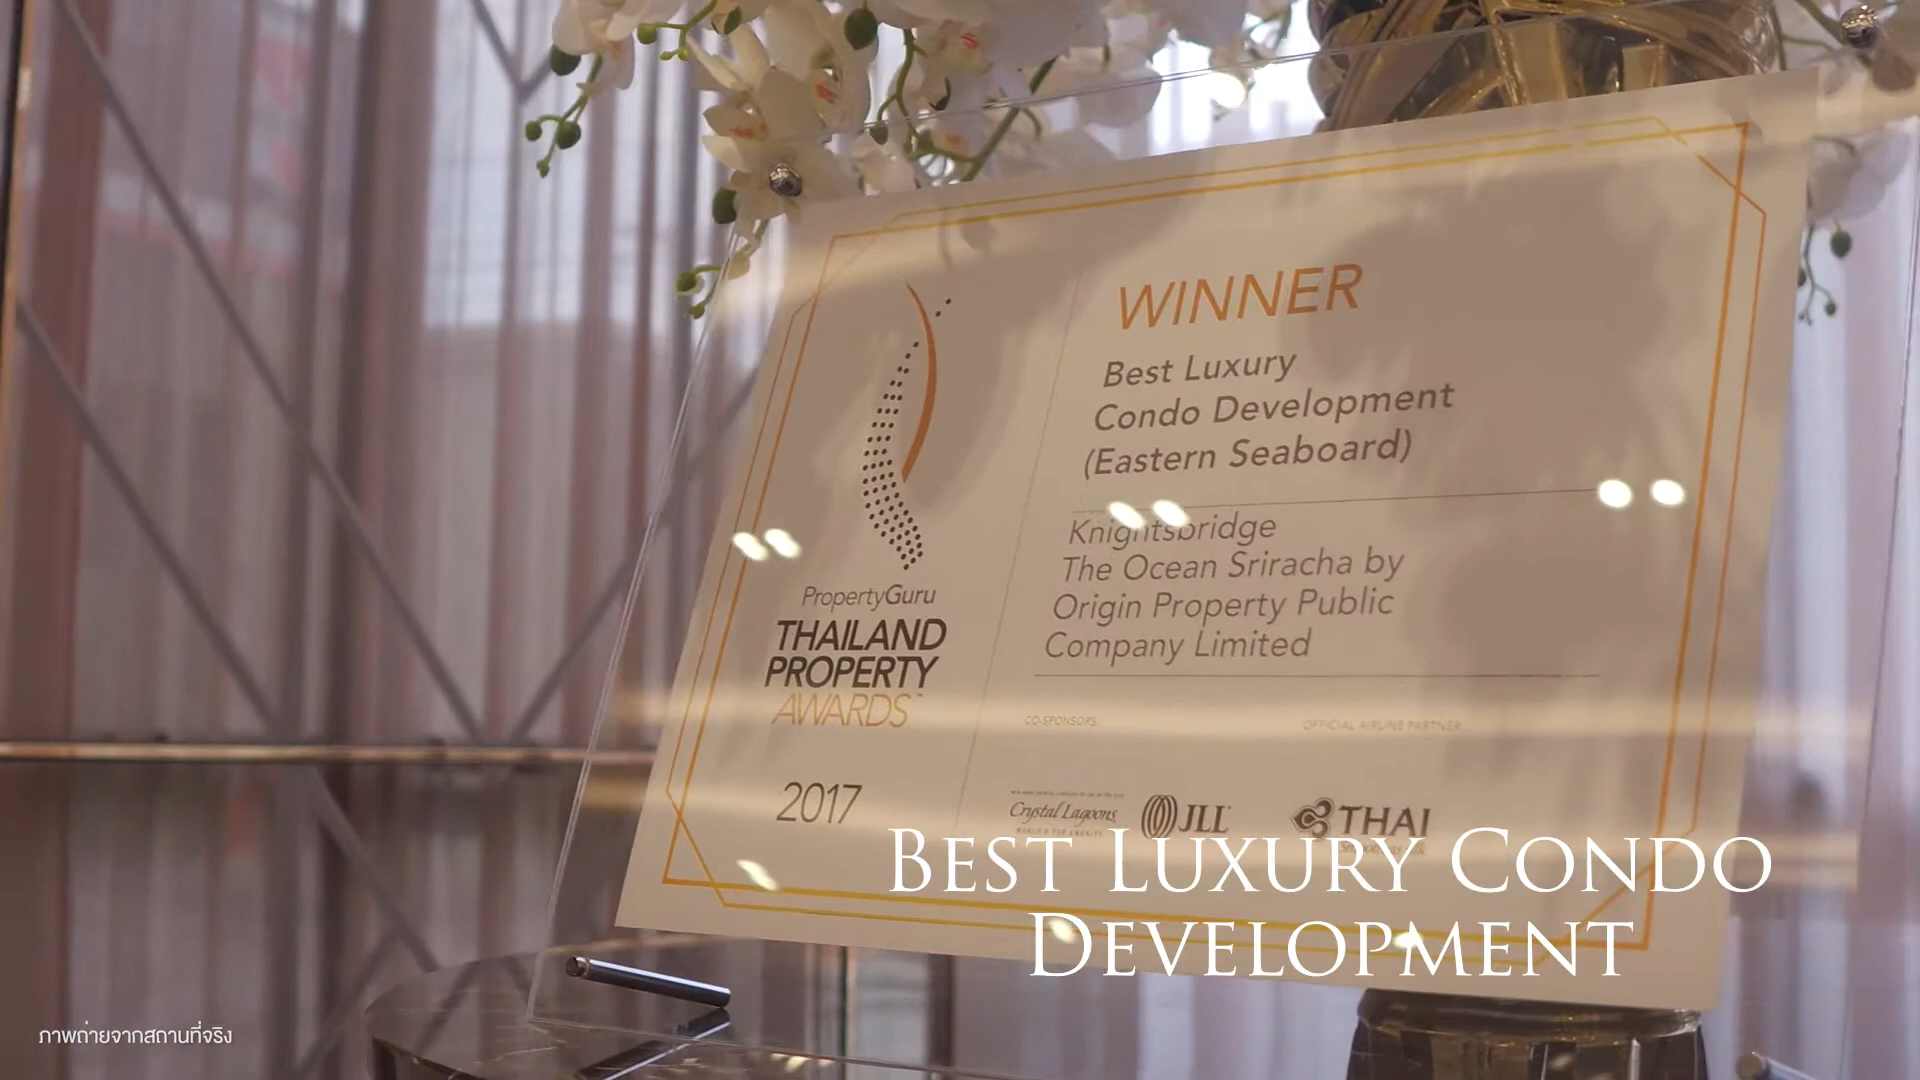 WINNER
Best Luxury
Condo Development
(Eastern Seaboard)
Knightsbridge
The Ocean Sriracha by
Origin Property Public
Company Limited
PropertyGuru
THAILAND
PROPERTY
AWARDS™
2017
CO-SPONSORS
OFFICIAL AIRLINE PARTNER
Crystal Lagoons
JLL
THAI
BEST LUXURY CONDO
DEVELOPMENT
ภาพถ่ายจากสถานที่จริง